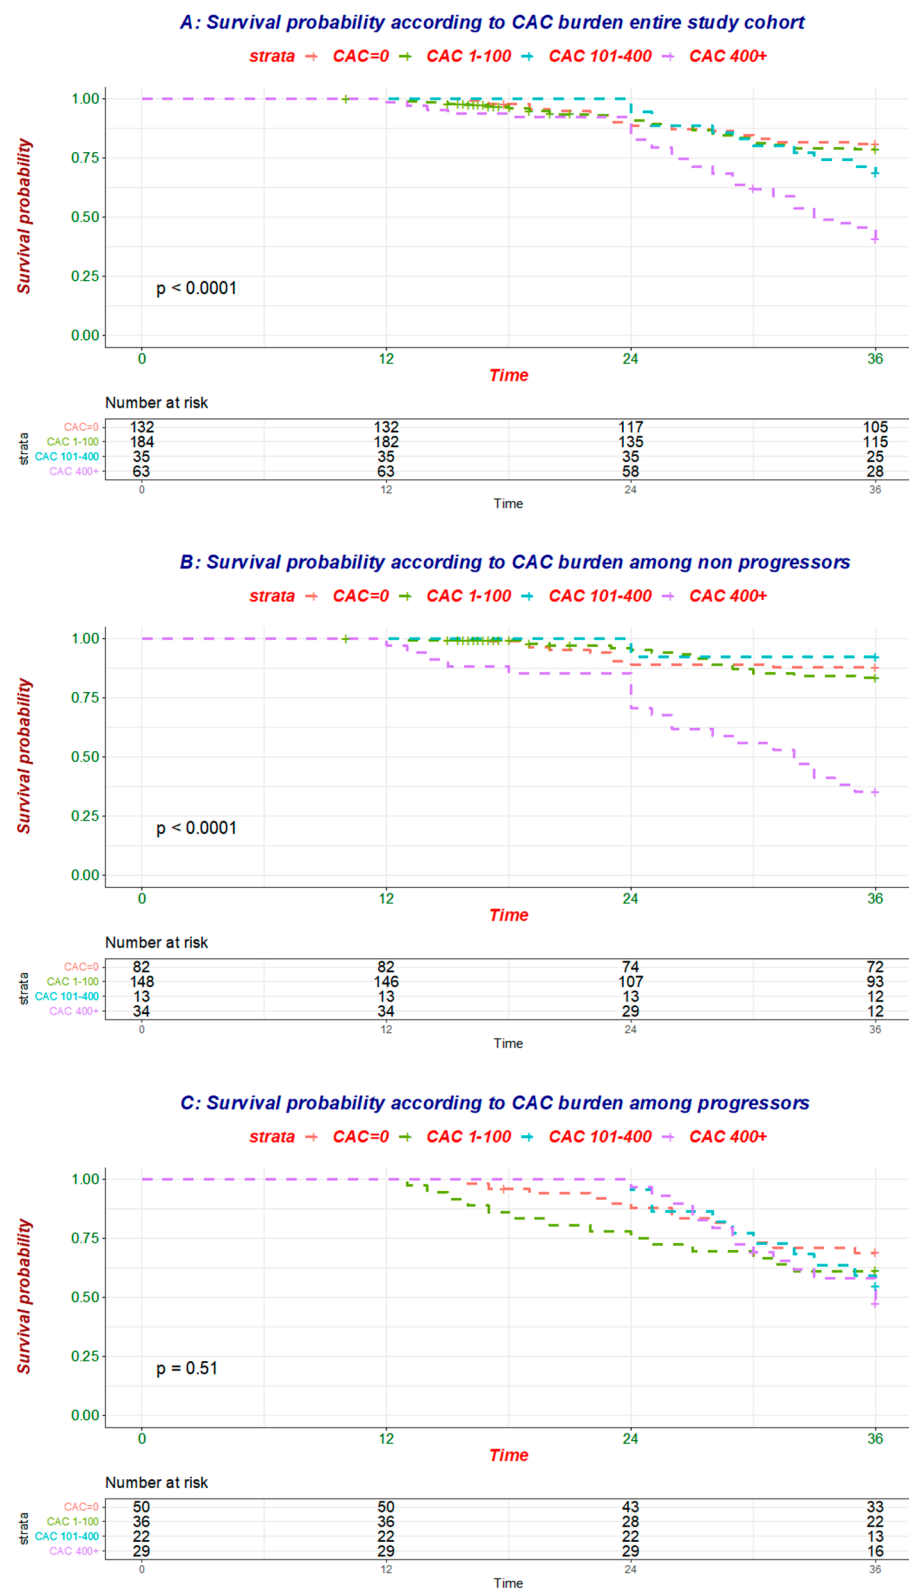 A: Survival probability according to CAC burden entire study cohort
strata CAC=0 CAC 1-100 CAC 101-400 CAC 400+
Survival probability
1.00
0.75
0.50
0.25
0.00
p < 0.0001
0 12 24 36
Time
Number at risk
strata
CAC=0 132 132 117 105
CAC 1-100 184 182 135 115
CAC 101-400 35 35 35 25
CAC 400+ 63 63 58 28
0 12 24 36
Time
B: Survival probability according to CAC burden among non progressors
strata CAC=0 CAC 1-100 CAC 101-400 CAC 400+
Survival probability
1.00
0.75
0.50
0.25
0.00
p < 0.0001
0 12 24 36
Time
Number at risk
strata
CAC=0 82 82 74 72
CAC 1-100 148 146 107 93
CAC 101-400 13 13 13 12
CAC 400+ 34 34 29 12
0 12 24 36
Time
C: Survival probability according to CAC burden among progressors
strata CAC=0 CAC 1-100 CAC 101-400 CAC 400+
Survival probability
1.00
0.75
0.50
0.25
0.00
p = 0.51
0 12 24 36
Time
Number at risk
strata
CAC=0 50 50 43 33
CAC 1-100 36 36 28 22
CAC 101-400 22 22 22 13
CAC 400+ 29 29 29 16
0 12 24 36
Time